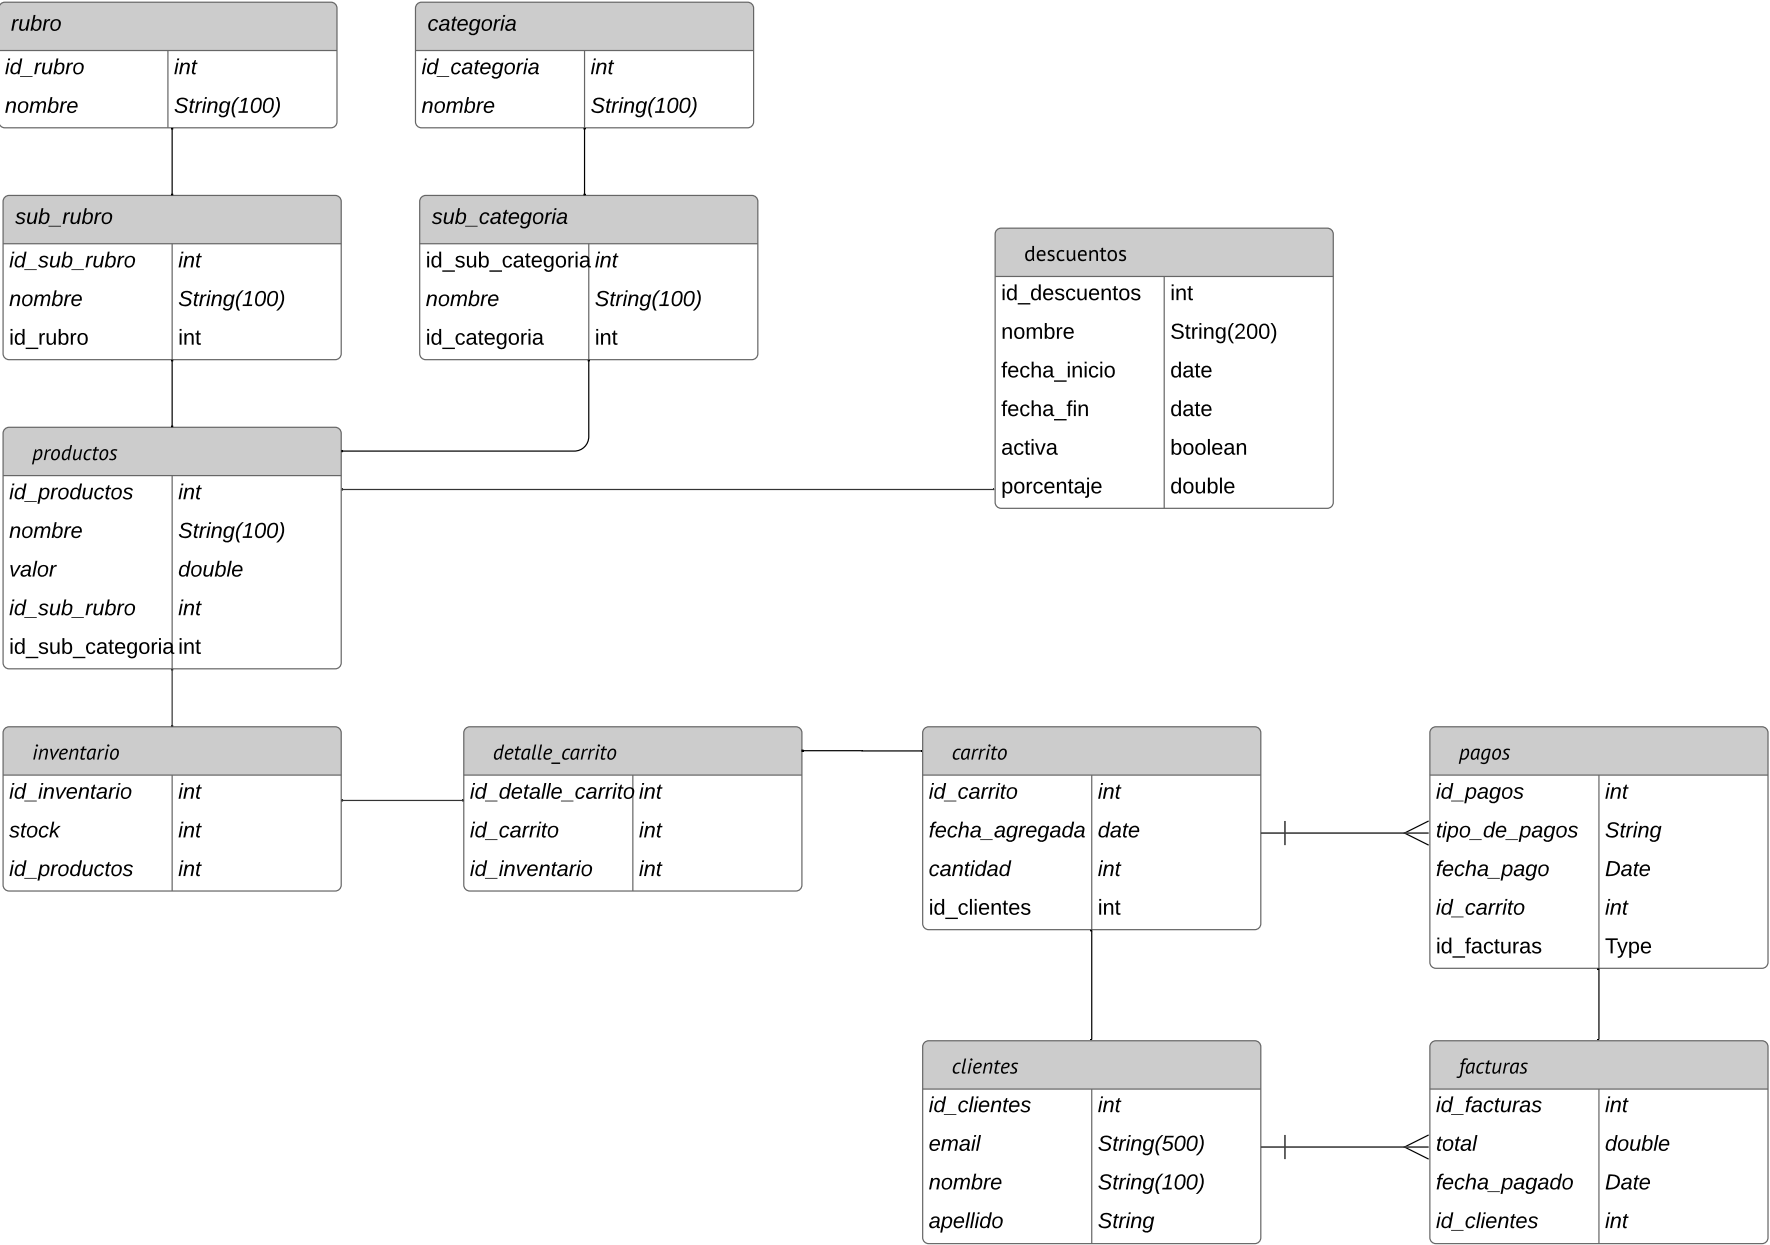 rubro
id_rubro int
nombre String(100)
categoria
id_categoria int
nombre String(100)
sub_rubro
id_sub_rubro int
nombre String(100)
id_rubro int
sub_categoria
id_sub_categoria int
nombre String(100)
id_categoria int
descuentos
id_descuentos int
nombre String(200)
fecha_inicio date
fecha_fin date
activa boolean
porcentaje double
productos
id_productos int
nombre String(100)
valor double
id_sub_rubro int
id_sub_categoria int
inventario
id_inventario int
stock int
id_productos int
detalle_carrito
id_detalle_carrito int
id_carrito int
id_inventario int
carrito
id_carrito int
fecha_agregada date
cantidad int
id_clientes int
pagos
id_pagos int
tipo_de_pagos String
fecha_pago Date
id_carrito int
id_facturas Type
clientes
id_clientes int
email String(500)
nombre String(100)
apellido String
facturas
id_facturas int
total double
fecha_pagado Date
id_clientes int